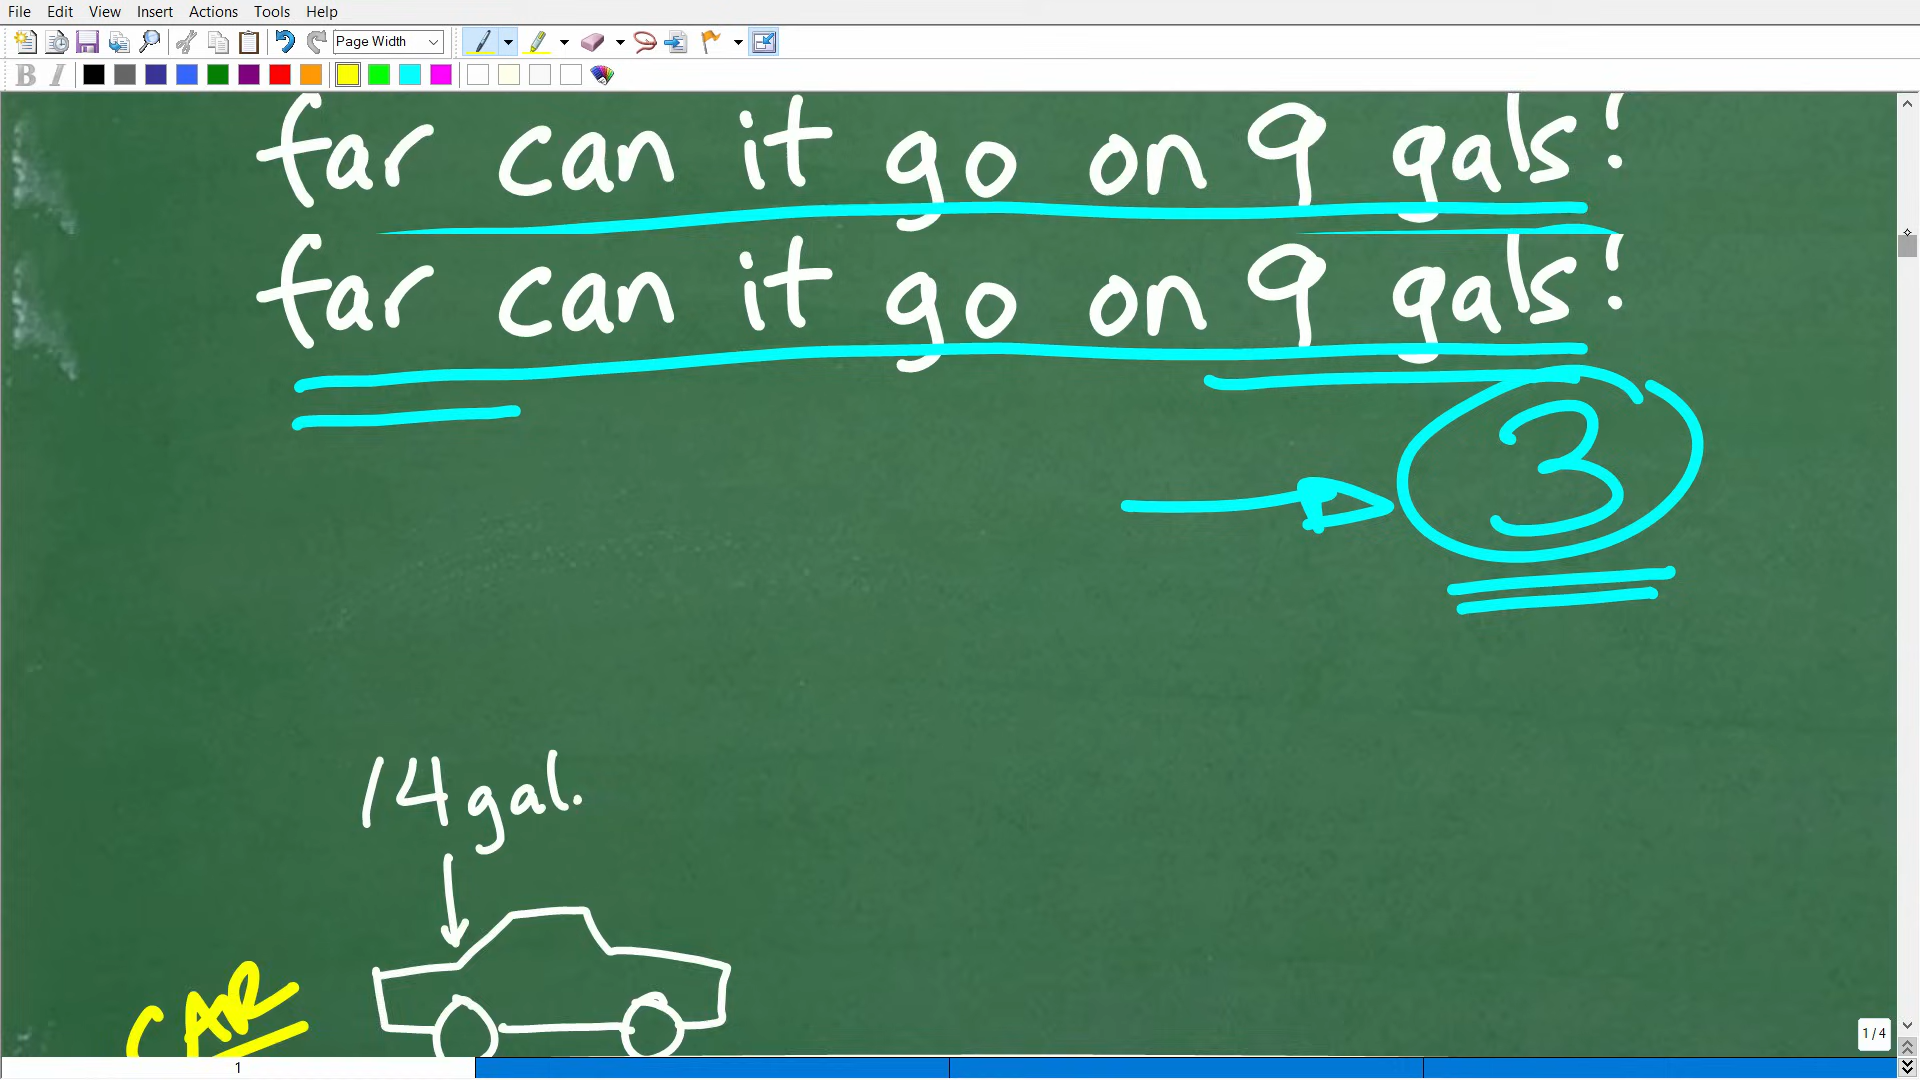 File Edit View Insert Actions Tools Help
Page Width
B I
far can it go on 9 gals?
far can it go on 9 gals?
3
14 gal.
CAR
1 / 4
1